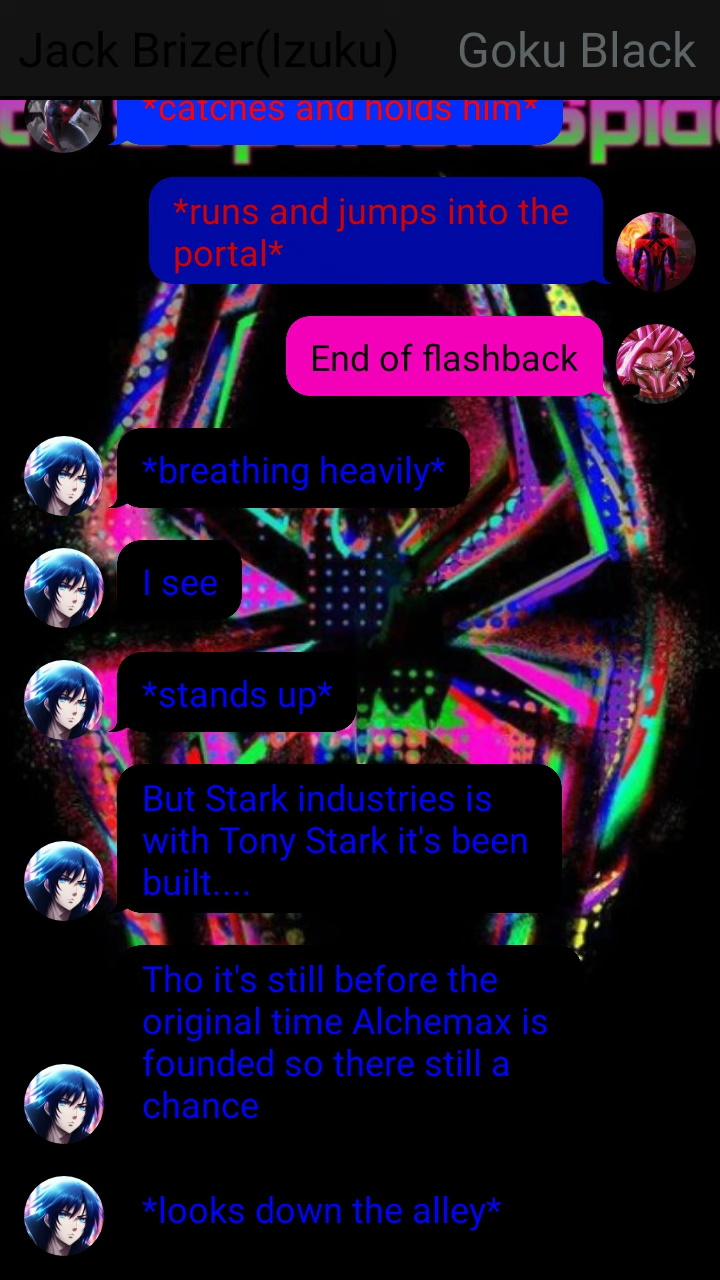 Jack Brizer(Izuku) Goku Black
*catches and holds him*
*runs and jumps into the
portal*
End of flashback
*breathing heavily*
I see
*stands up*
But Stark industries is
with Tony Stark it's been
built....
Tho it's still before the
original time Alchemax is
founded so there still a
chance
*looks down the alley*